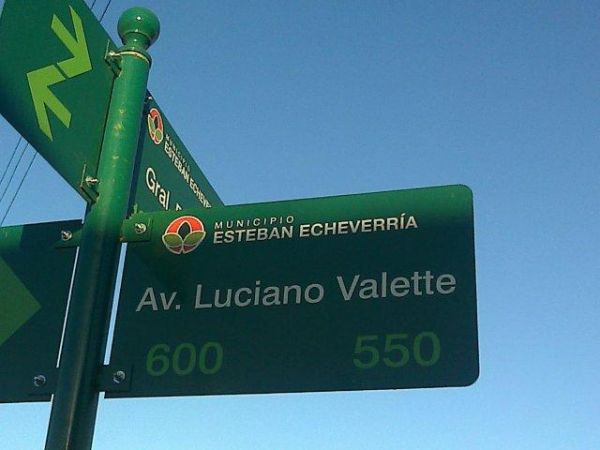 MUNICIPIO
ESTEBAN ECHEVERRÍA
Gral.
MUNICIPIO
ESTEBAN ECHEVERRÍA
Av. Luciano Valette
600 550